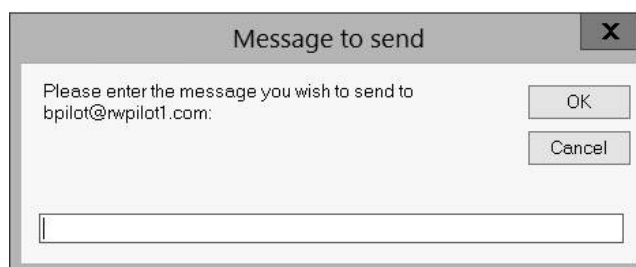 Message to send
X
Please enter the message you wish to send to
bpilot@rwpilot1.com:
OK
Cancel